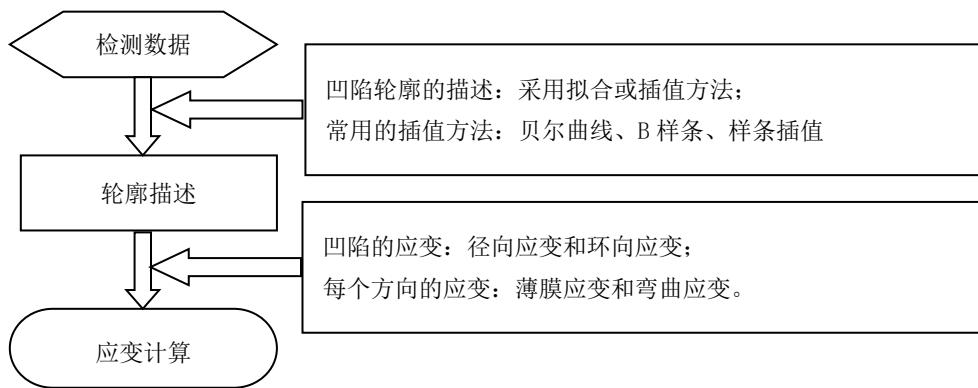 检测数据
凹陷轮廓的描述：采用拟合或插值方法；
常用的插值方法：贝尔曲线、B 样条、样条插值
轮廓描述
凹陷的应变：径向应变和环向应变；
每个方向的应变：薄膜应变和弯曲应变。
应变计算